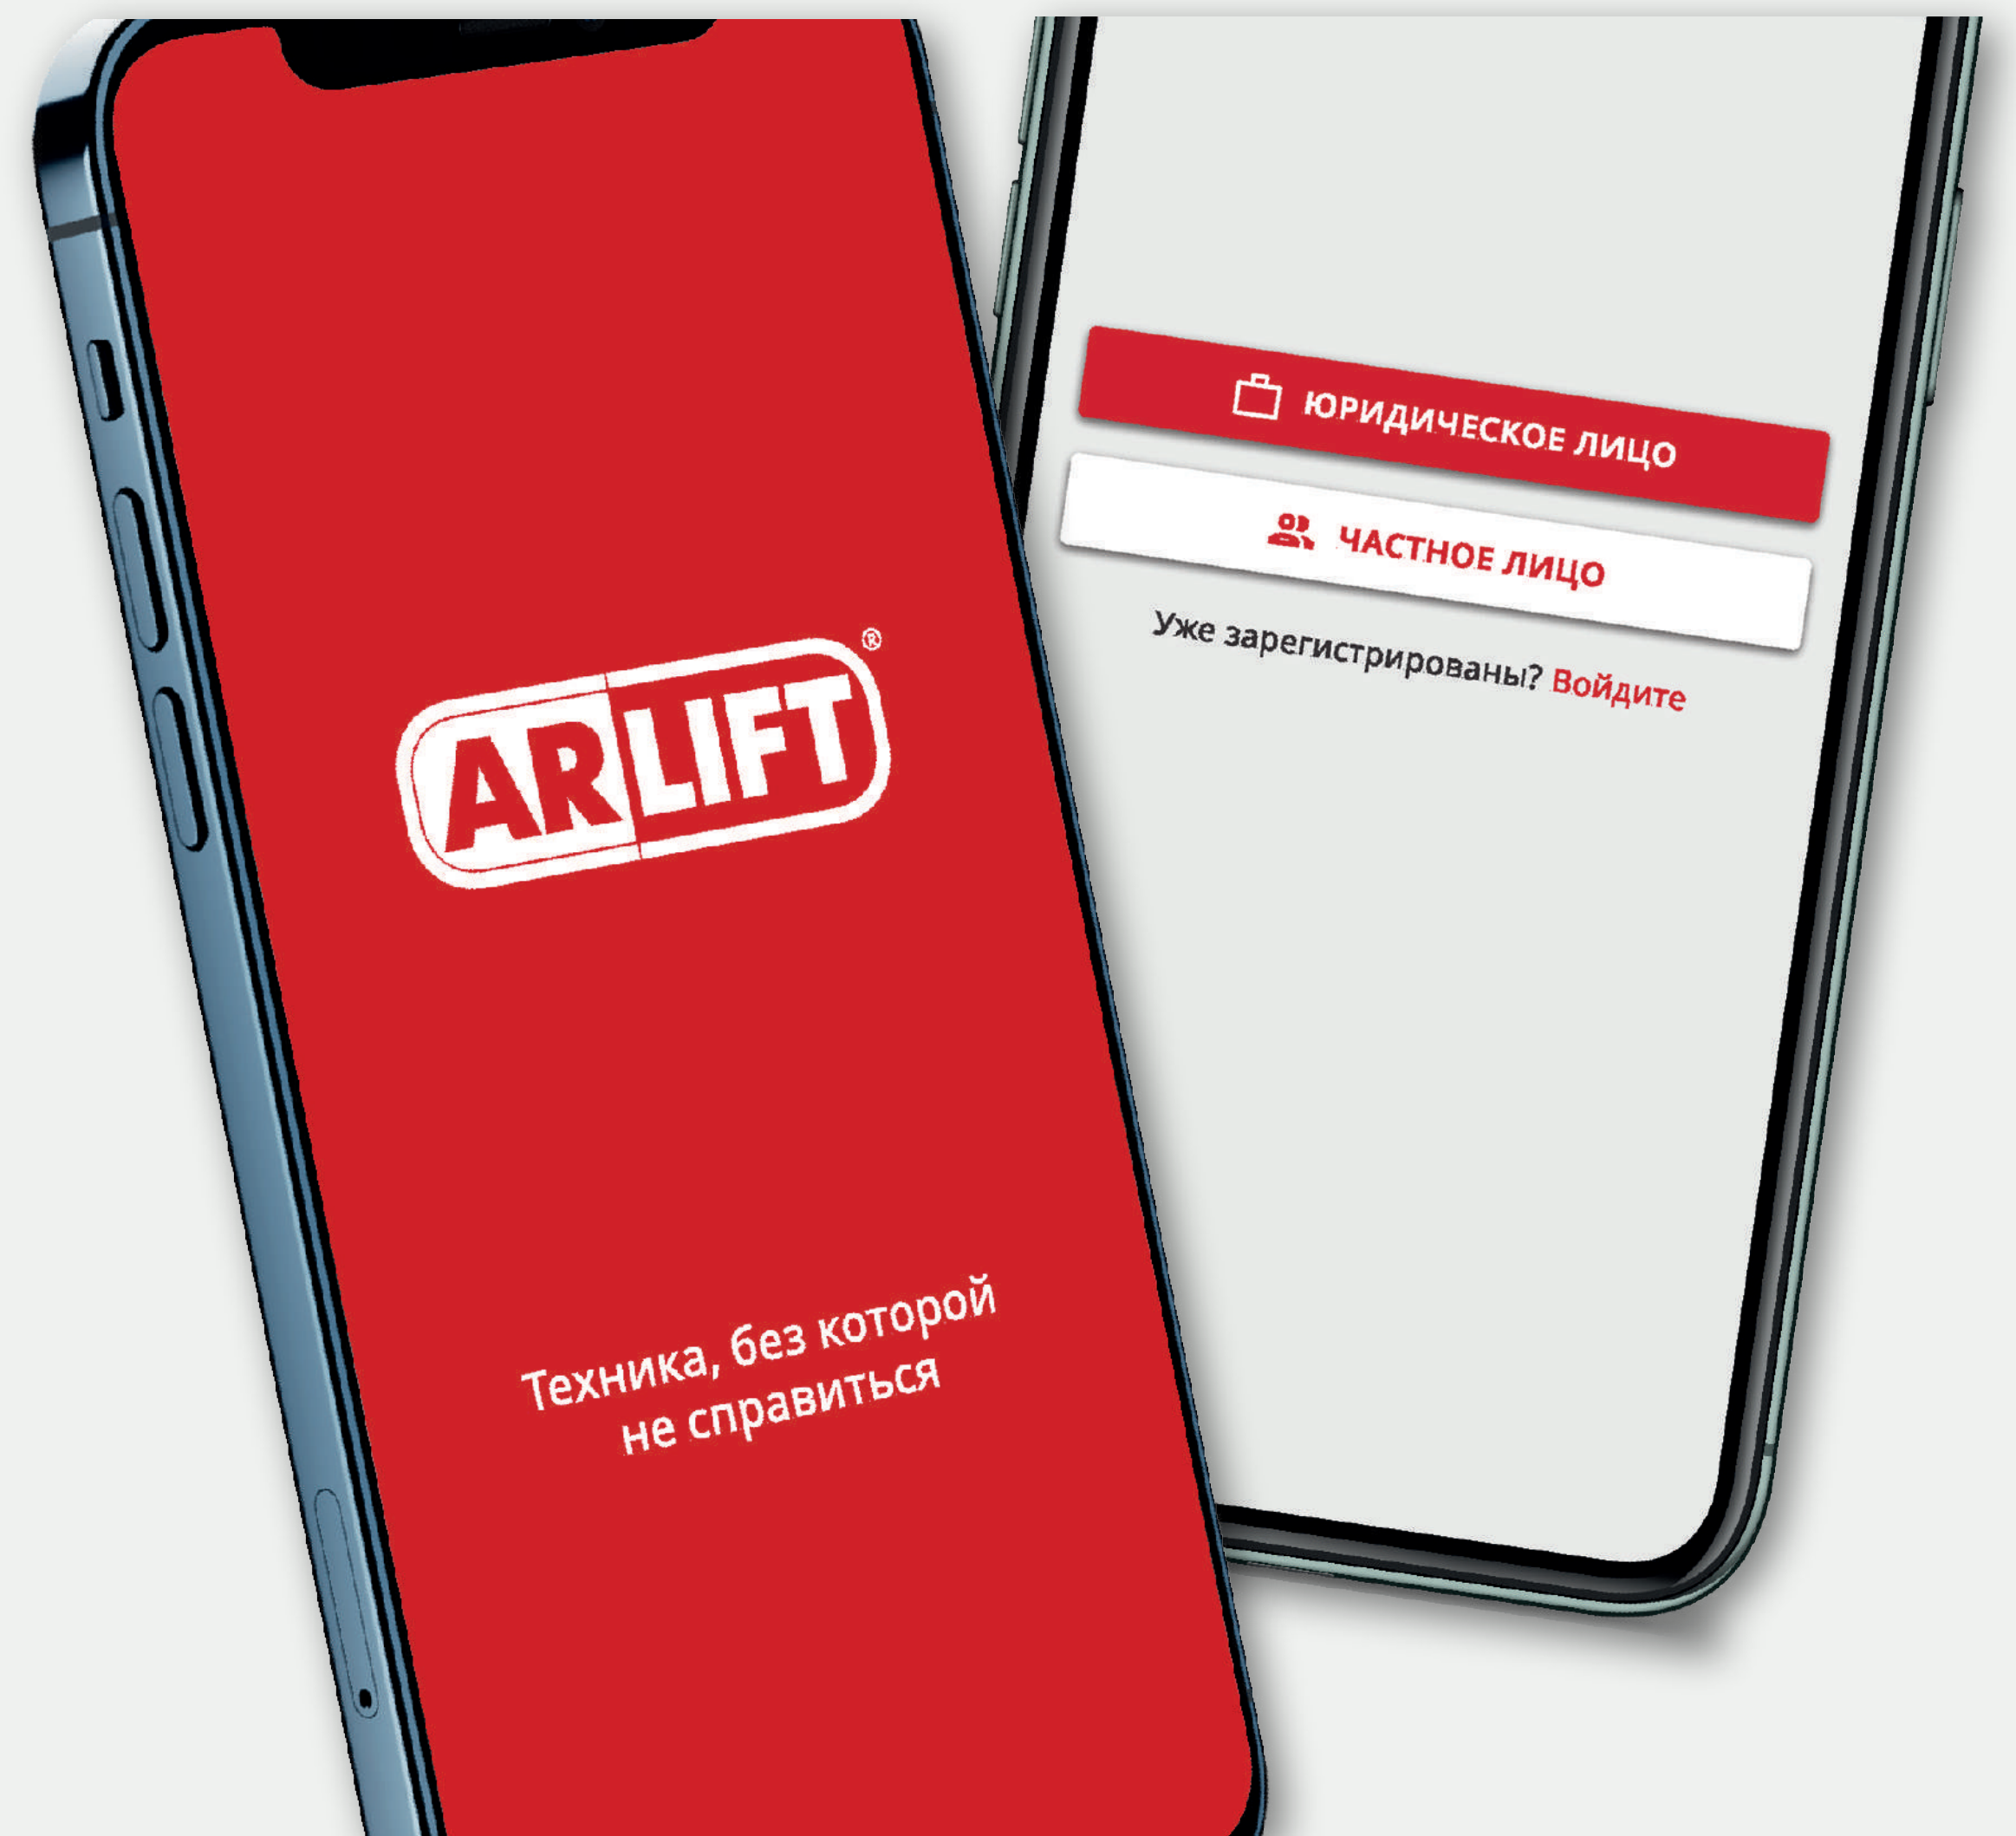 ARLIFT®
Техника, без которой
не справиться
ЮРИДИЧЕСКОЕ ЛИЦО
ЧАСТНОЕ ЛИЦО
Уже зарегистрированы? Войдите